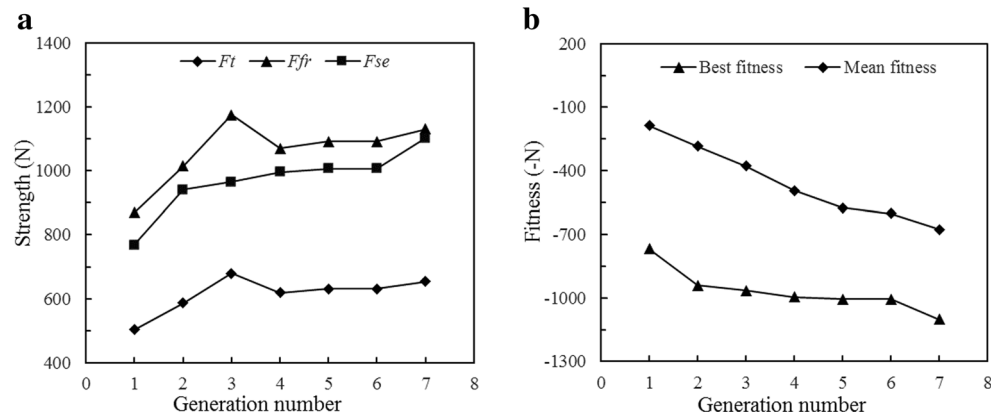 a
1400
1200
1000
800
600
400
Strength (N)
Ft Ffr Fse
0 1 2 3 4 5 6 7 8
Generation number
b
200
-100
-400
-700
-1000
-1300
Fitness (-N)
Best fitness Mean fitness
0 1 2 3 4 5 6 7 8
Generation number